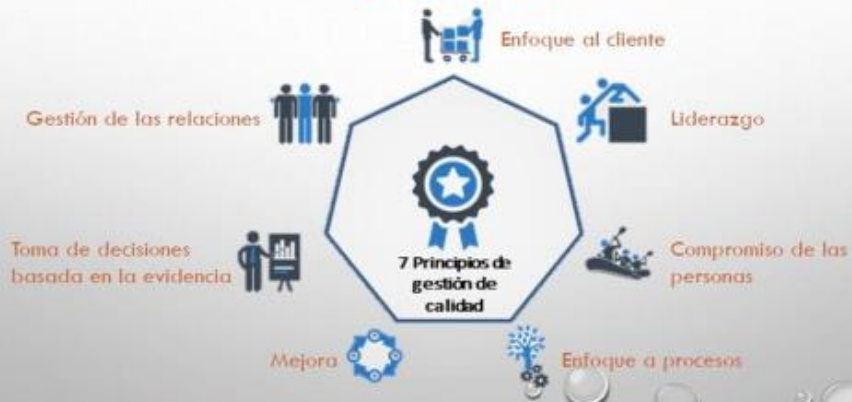 Enfoque al cliente
Gestión de las relaciones
Liderazgo
Toma de decisiones
basada en la evidencia
7 Principios de
gestión de
calidad
Compromiso de las
personas
Mejora
Enfoque a procesos